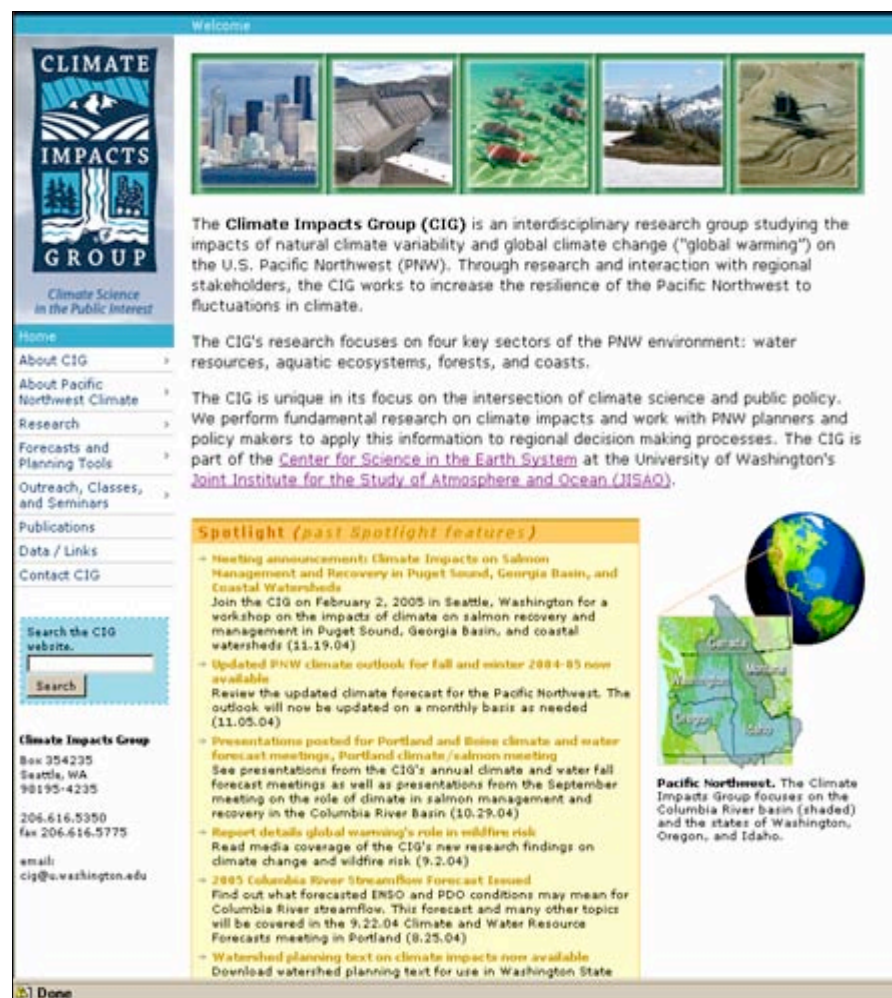 Welcome
CLIMATE
IMPACTS
GROUP
Climate Science
in the Public Interest
Home
About CIG
About Pacific
Northwest Climate
Research
Forecasts and
Planning Tools
Outreach, Classes,
and Seminars
Publications
Data / Links
Contact CIG
Search the CIG
website.
Search
Climate Impacts Group
Box 354235
Seattle, WA
98195-4235
206.616.5350
fax 206.616.5775
email:
cig@u.washington.edu
The Climate Impacts Group (CIG) is an interdisciplinary research group studying the
impacts of natural climate variability and global climate change ("global warming") on
the U.S. Pacific Northwest (PNW). Through research and interaction with regional
stakeholders, the CIG works to increase the resilience of the Pacific Northwest to
fluctuations in climate.
The CIG's research focuses on four key sectors of the PNW environment: water
resources, aquatic ecosystems, forests, and coasts.
The CIG is unique in its focus on the intersection of climate science and public policy.
We perform fundamental research on climate impacts and work with PNW planners and
policy makers to apply this information to regional decision making processes. The CIG is
part of the Center for Science in the Earth System at the University of Washington's
Joint Institute for the Study of Atmosphere and Ocean (JISAO).
Spotlight (past Spotlight features)
Meeting announcement: Climate Impacts on Salmon
Management and Recovery in Puget Sound, Georgia Basin, and
Coastal Watersheds
Join the CIG on February 2, 2005 in Seattle, Washington for a
workshop on the impacts of climate on salmon recovery and
management in Puget Sound, Georgia Basin, and coastal
watersheds (11.19.04)
Updated PNW climate outlook for fall and winter 2004-05 now
available
Review the updated climate forecast for the Pacific Northwest. The
outlook will now be updated on a monthly basis as needed
(11.05.04)
Presentations posted for Portland and Boise climate and water
forecast meetings, Portland climate/salmon meeting
See presentations from the CIG's annual climate and water fall
forecast meetings as well as presentations from the September
meeting on the role of climate in salmon management and
recovery in the Columbia River Basin (10.29.04)
Report details global warming's role in wildfire risk
Read media coverage of the CIG's new research findings on
climate change and wildfire risk (9.2.04)
2005 Columbia River Streamflow Forecast Issued
Find out what forecasted ENSO and PDO conditions may mean for
Columbia River streamflow. This forecast and many other topics
will be covered in the 9.22.04 Climate and Water Resource
Forecasts meeting in Portland (8.25.04)
Watershed planning text on climate impacts now available
Download watershed planning text for use in Washington State
Canada
Washington
Montana
Oregon
Idaho
Pacific Northwest. The Climate
Impacts Group focuses on the
Columbia River basin (shaded)
and the states of Washington,
Oregon, and Idaho.
Done